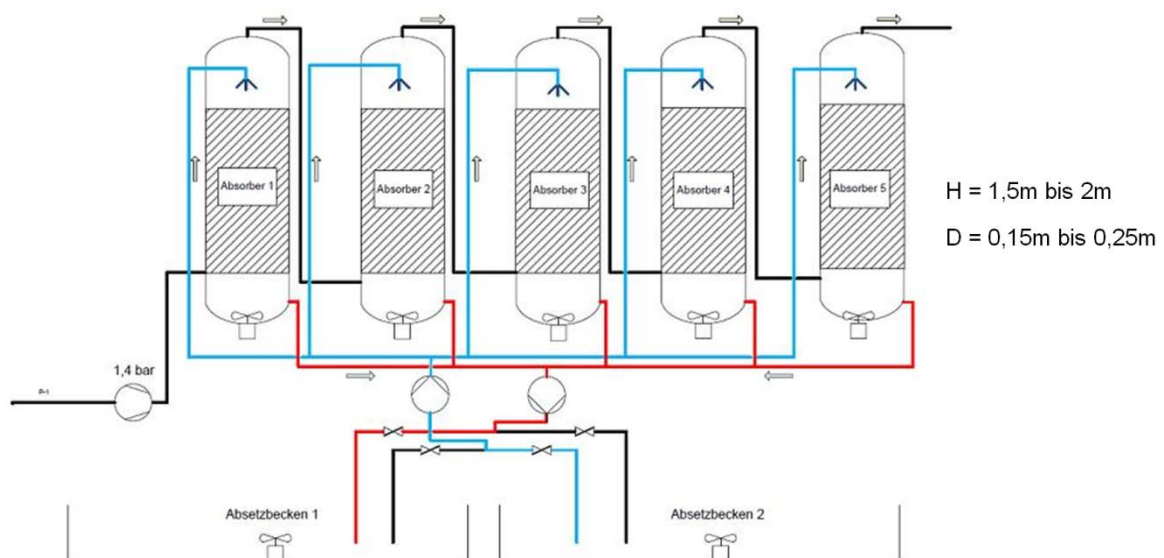 Absorber 1
Absorber 2
Absorber 3
Absorber 4
Absorber 5
H = 1,5m bis 2m
D = 0,15m bis 0,25m
1,4 bar
P-1
Absetzbecken 1
Absetzbecken 2